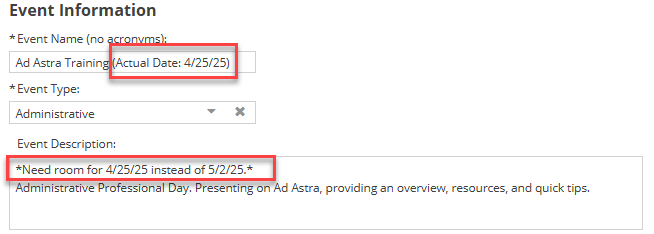 Event Information
*Event Name (no acronyms):
Ad Astra Training (Actual Date: 4/25/25)
*Event Type:
Administrative
Event Description:
*Need room for 4/25/25 instead of 5/2/25.*
Administrative Professional Day. Presenting on Ad Astra, providing an overview, resources, and quick tips.